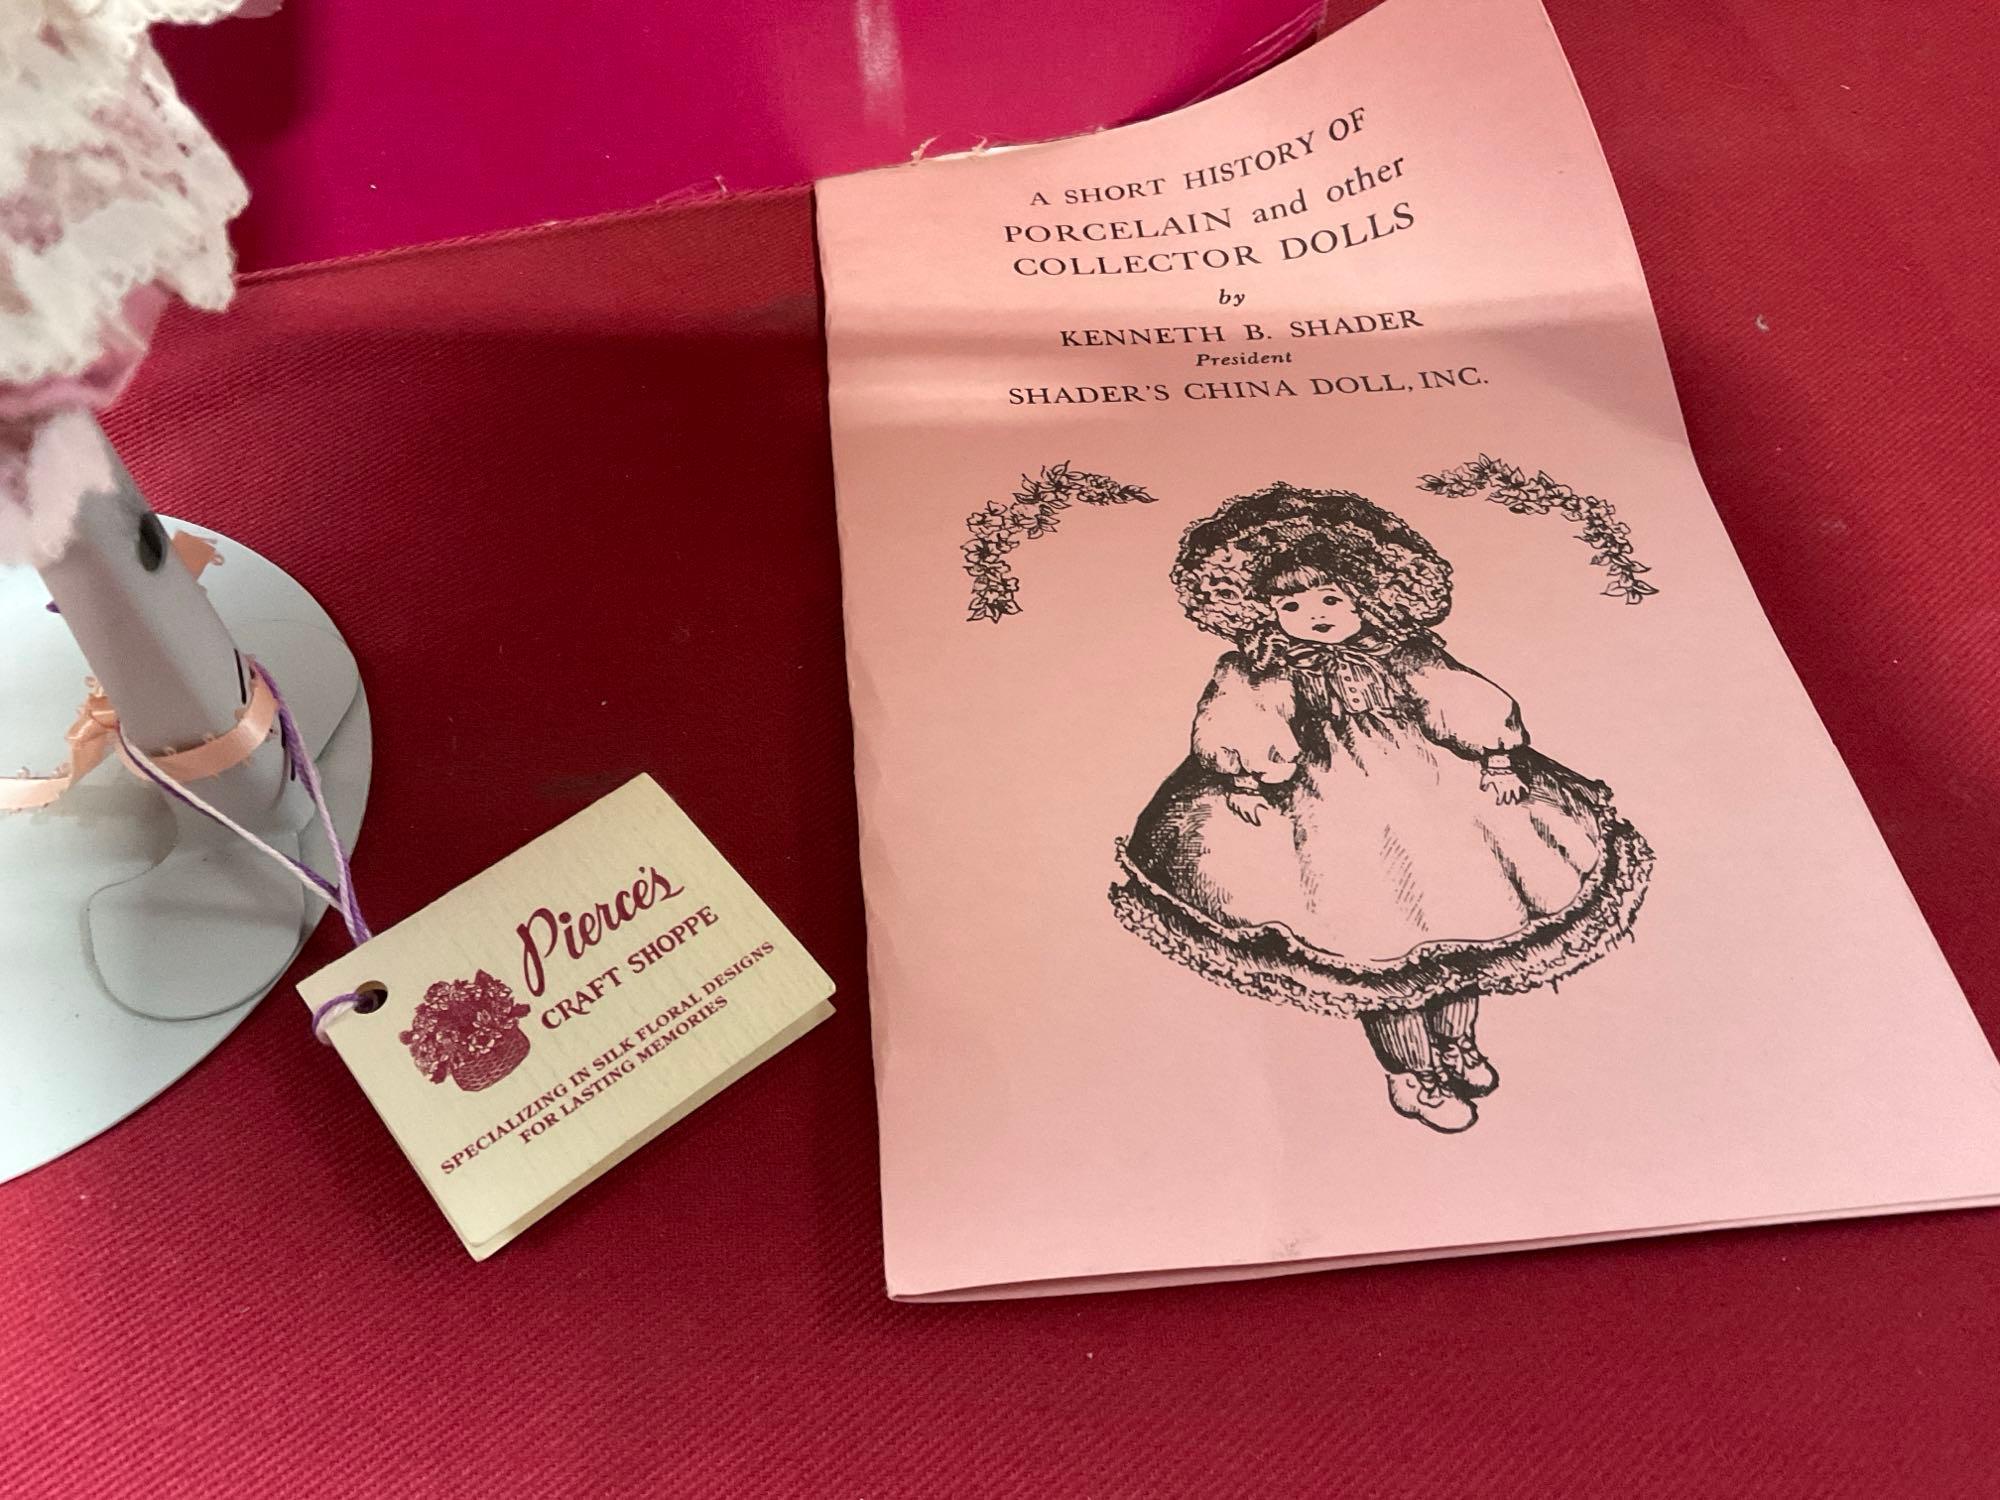 A SHORT HISTORY OF
PORCELAIN and other
COLLECTOR DOLLS
by
KENNETH B. SHADER
President
SHADER'S CHINA DOLL, INC.
Pierce's
CRAFT SHOPPE
SPECIALIZING IN SILK FLORAL DESIGNS
FOR LASTING MEMORIES